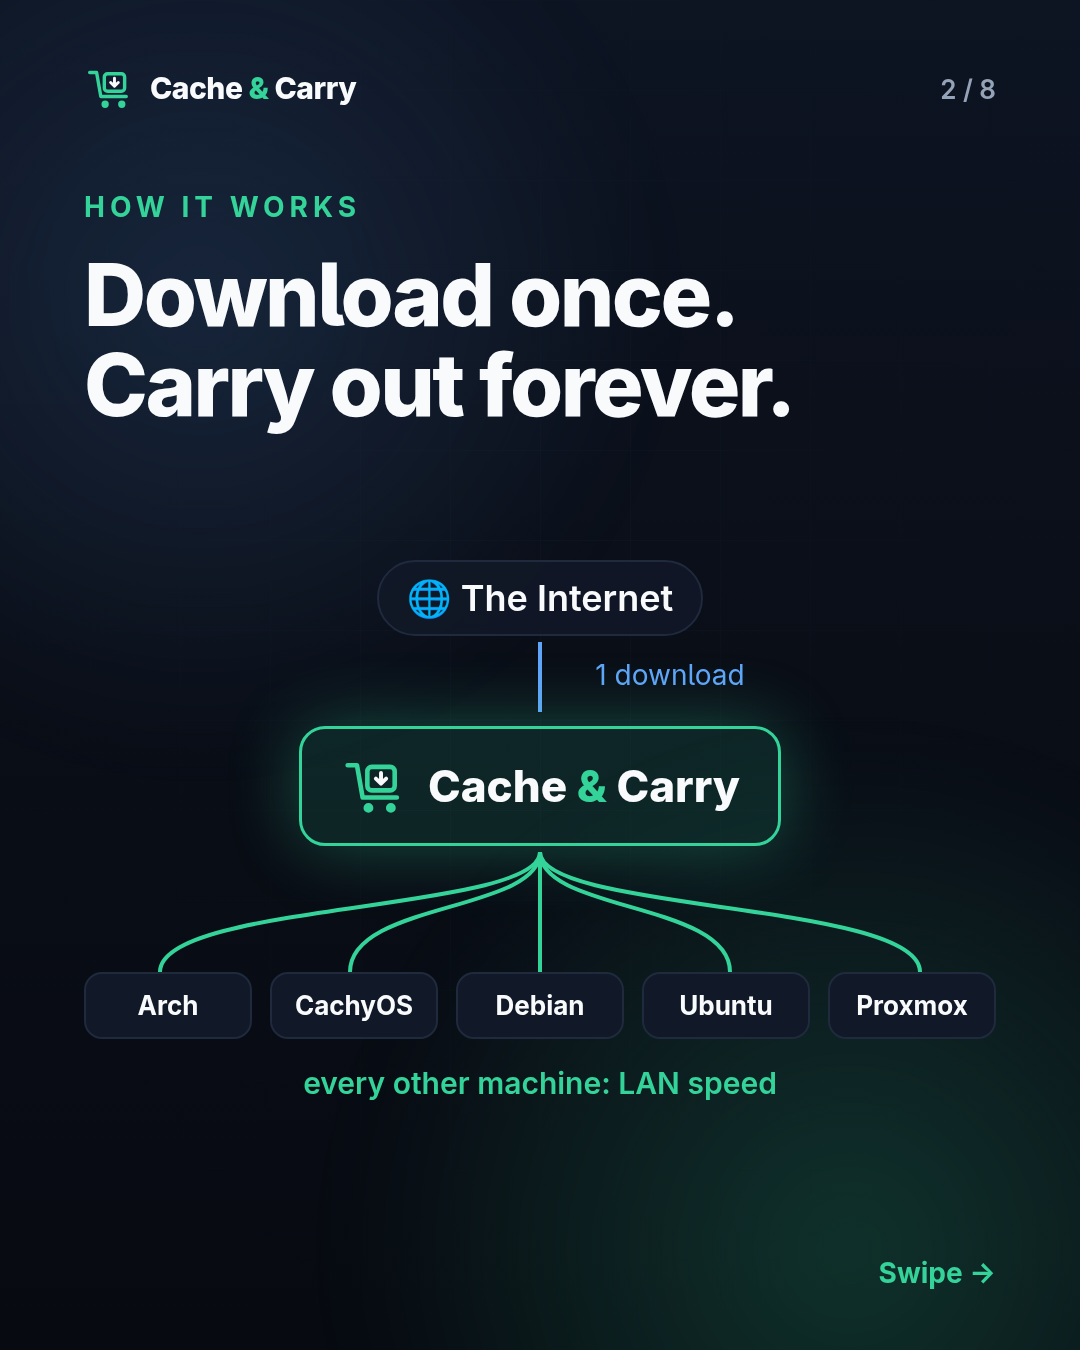 Cache & Carry
2 / 8
HOW IT WORKS
Download once.
Carry out forever.
🌐 The Internet
1 download
Cache & Carry
Arch
CachyOS
Debian
Ubuntu
Proxmox
every other machine: LAN speed
Swipe →